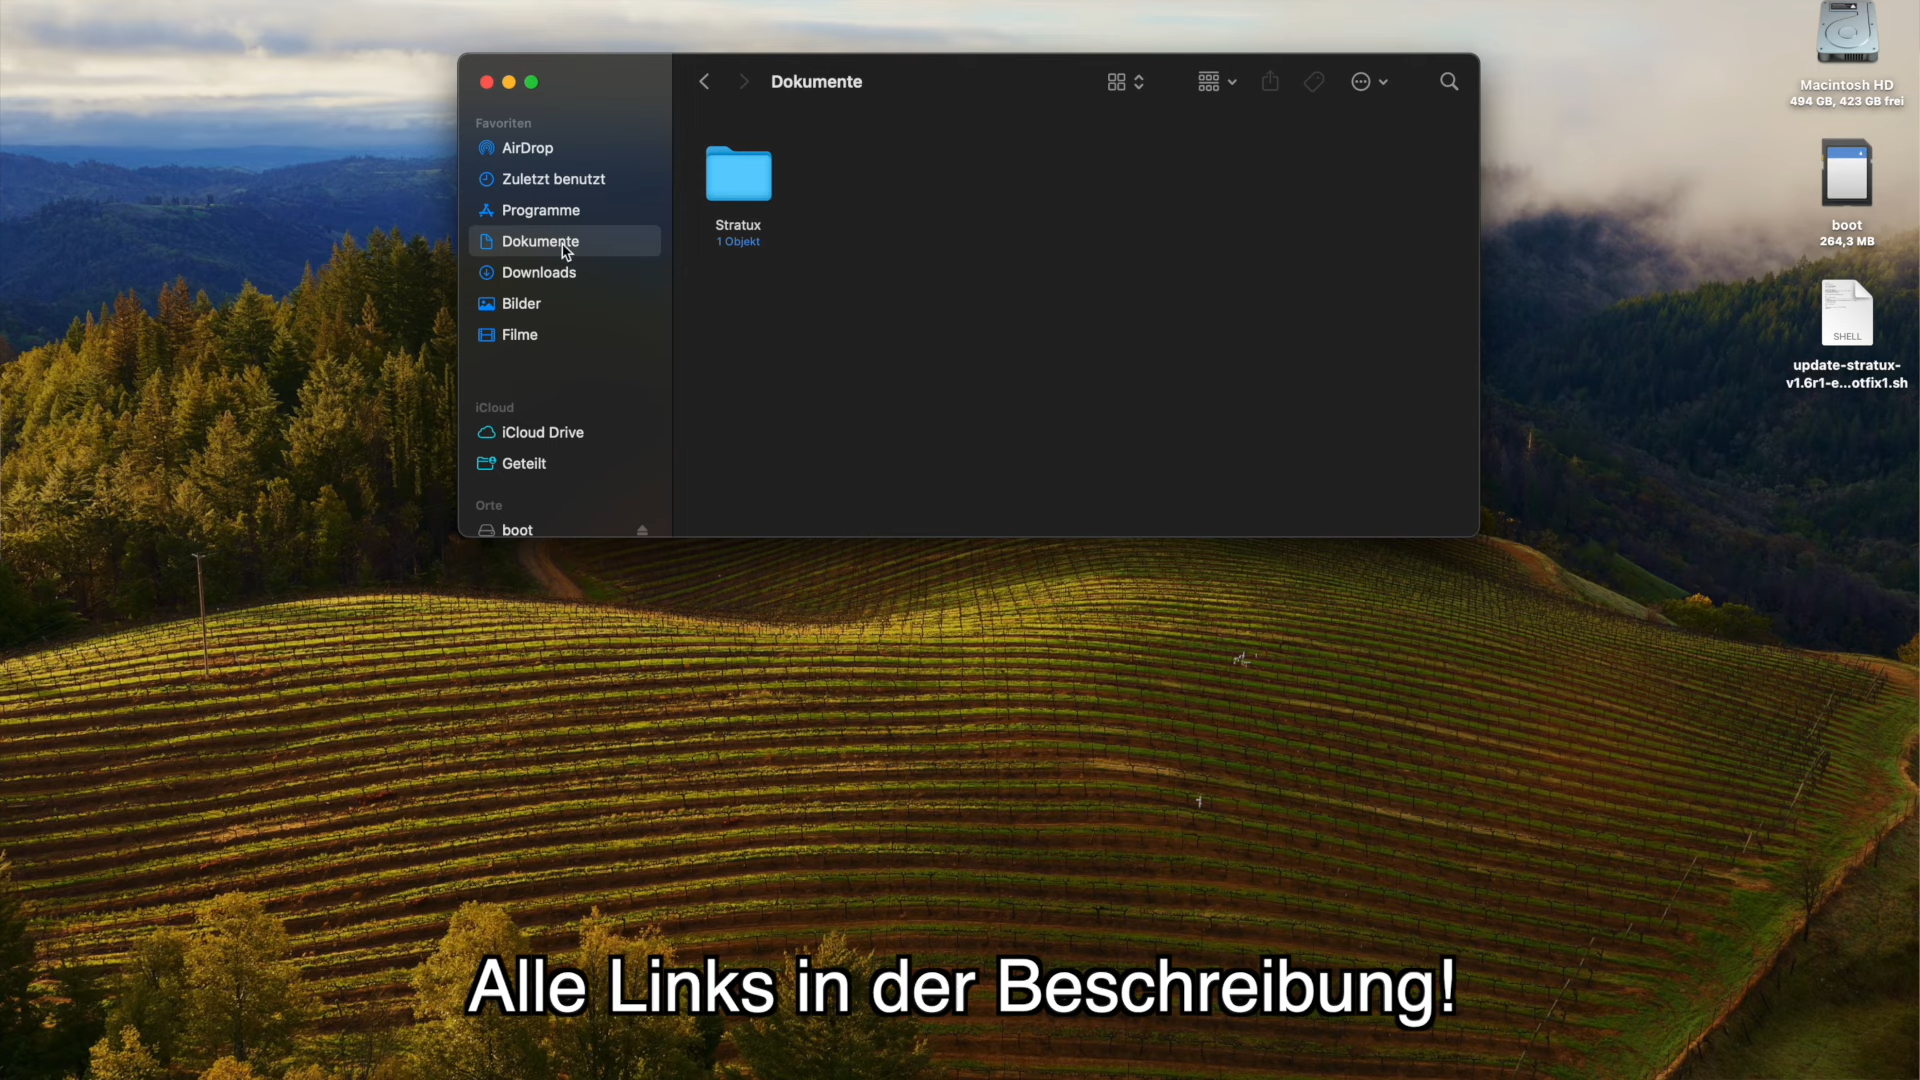 Dokumente
Favoriten
AirDrop
Zuletzt benutzt
Programme
Dokumente
Downloads
Bilder
Filme
iCloud
iCloud Drive
Geteilt
Orte
boot
Stratux
1 Objekt
Macintosh HD
494 GB, 423 GB frei
boot
264,3 MB
SHELL
update-stratux-
v1.6r1-e...otfix1.sh
Alle Links in der Beschreibung!